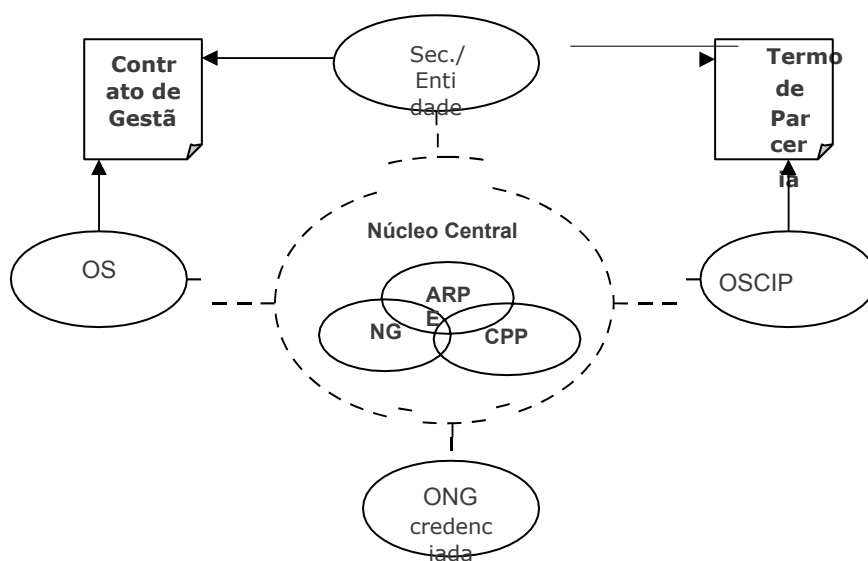 Contr
ato de
Gestã
Sec./
Enti
dade
Termo
de
Par
cer
ia
Núcleo Central
OS
OSCIP
ARP
E
NG
CPP
ONG
credenc
iada